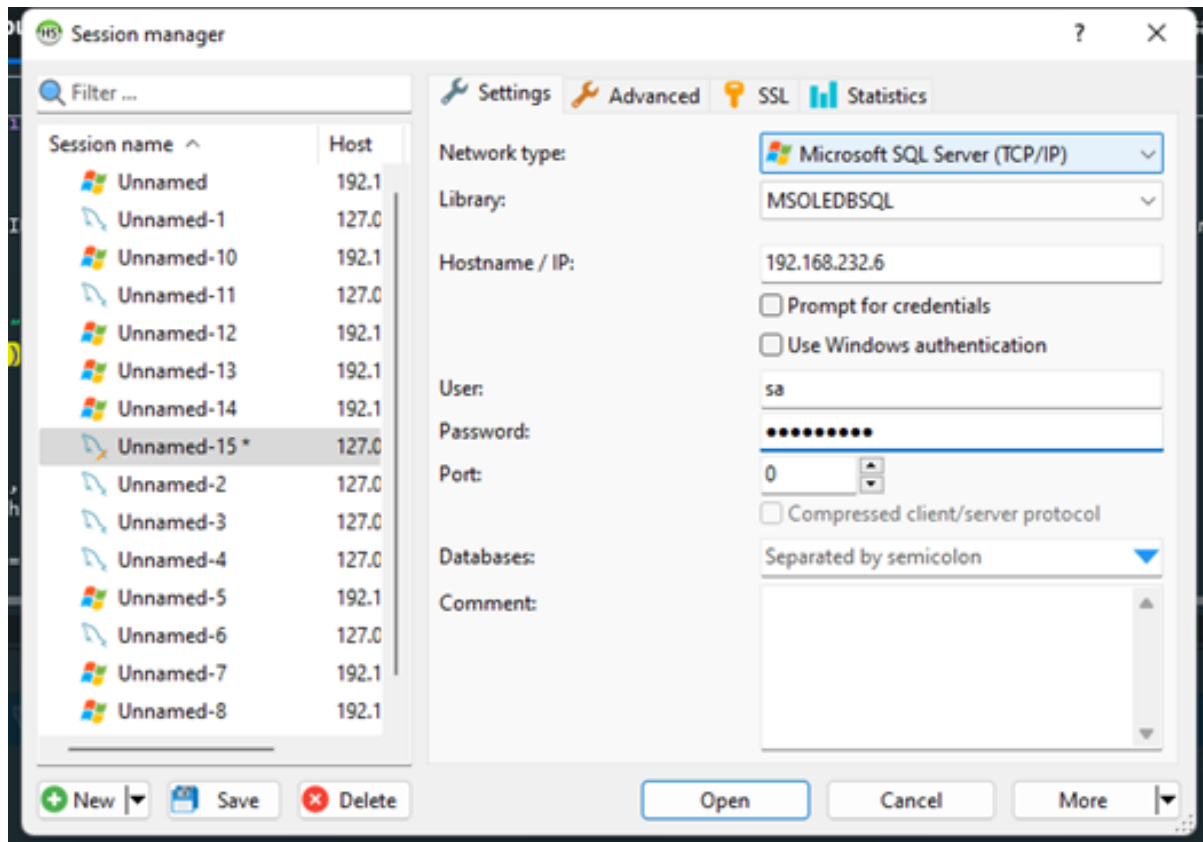 Session manager
?
Filter ...
Session name
Host
Unnamed 192.1
Unnamed-1 127.0
Unnamed-10 192.1
Unnamed-11 127.0
Unnamed-12 192.1
Unnamed-13 192.1
Unnamed-14 192.1
Unnamed-15 * 127.0
Unnamed-2 127.0
Unnamed-3 127.0
Unnamed-4 127.0
Unnamed-5 192.1
Unnamed-6 127.0
Unnamed-7 192.1
Unnamed-8 192.1
New
Save
Delete
Settings Advanced SSL Statistics
Network type: Microsoft SQL Server (TCP/IP)
Library: MSOLEDBSQL
Hostname / IP: 192.168.232.6
Prompt for credentials
Use Windows authentication
User: sa
Password: •••••••••
Port: 0
Compressed client/server protocol
Databases: Separated by semicolon
Comment:
Open Cancel More